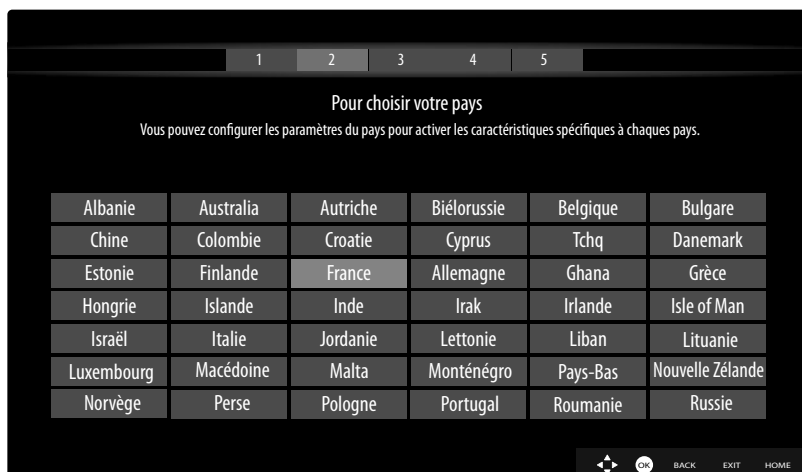 1 2 3 4 5
Pour choisir votre pays
Vous pouvez configurer les paramètres du pays pour activer les caractéristiques spécifiques à chaques pays.
Albanie Australia Autriche Biélorussie Belgique Bulgare
Chine Colombie Croatie Cyprus Tchq Danemark
Estonie Finlande France Allemagne Ghana Grèce
Hongrie Islande Inde Irak Irlande Isle of Man
Israël Italie Jordanie Lettonie Liban Lituanie
Luxembourg Macédoine Malta Monténégro Pays-Bas Nouvelle Zélande
Norvège Perse Pologne Portugal Roumanie Russie
OK BACK EXIT HOME